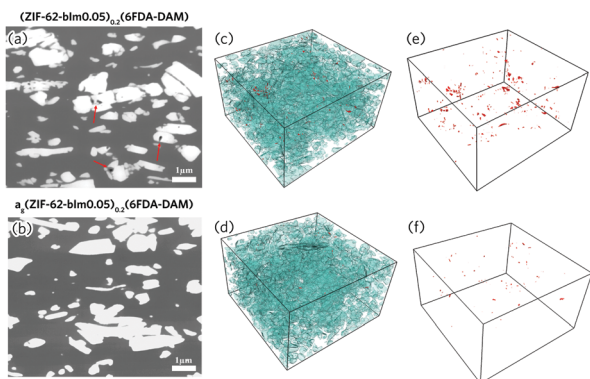 (ZIF-62-bIm0.05)0.2(6FDA-DAM)
(a)
(c)
(e)
1μm
ag(ZIF-62-bIm0.05)0.2(6FDA-DAM)
(b)
(d)
(f)
1μm